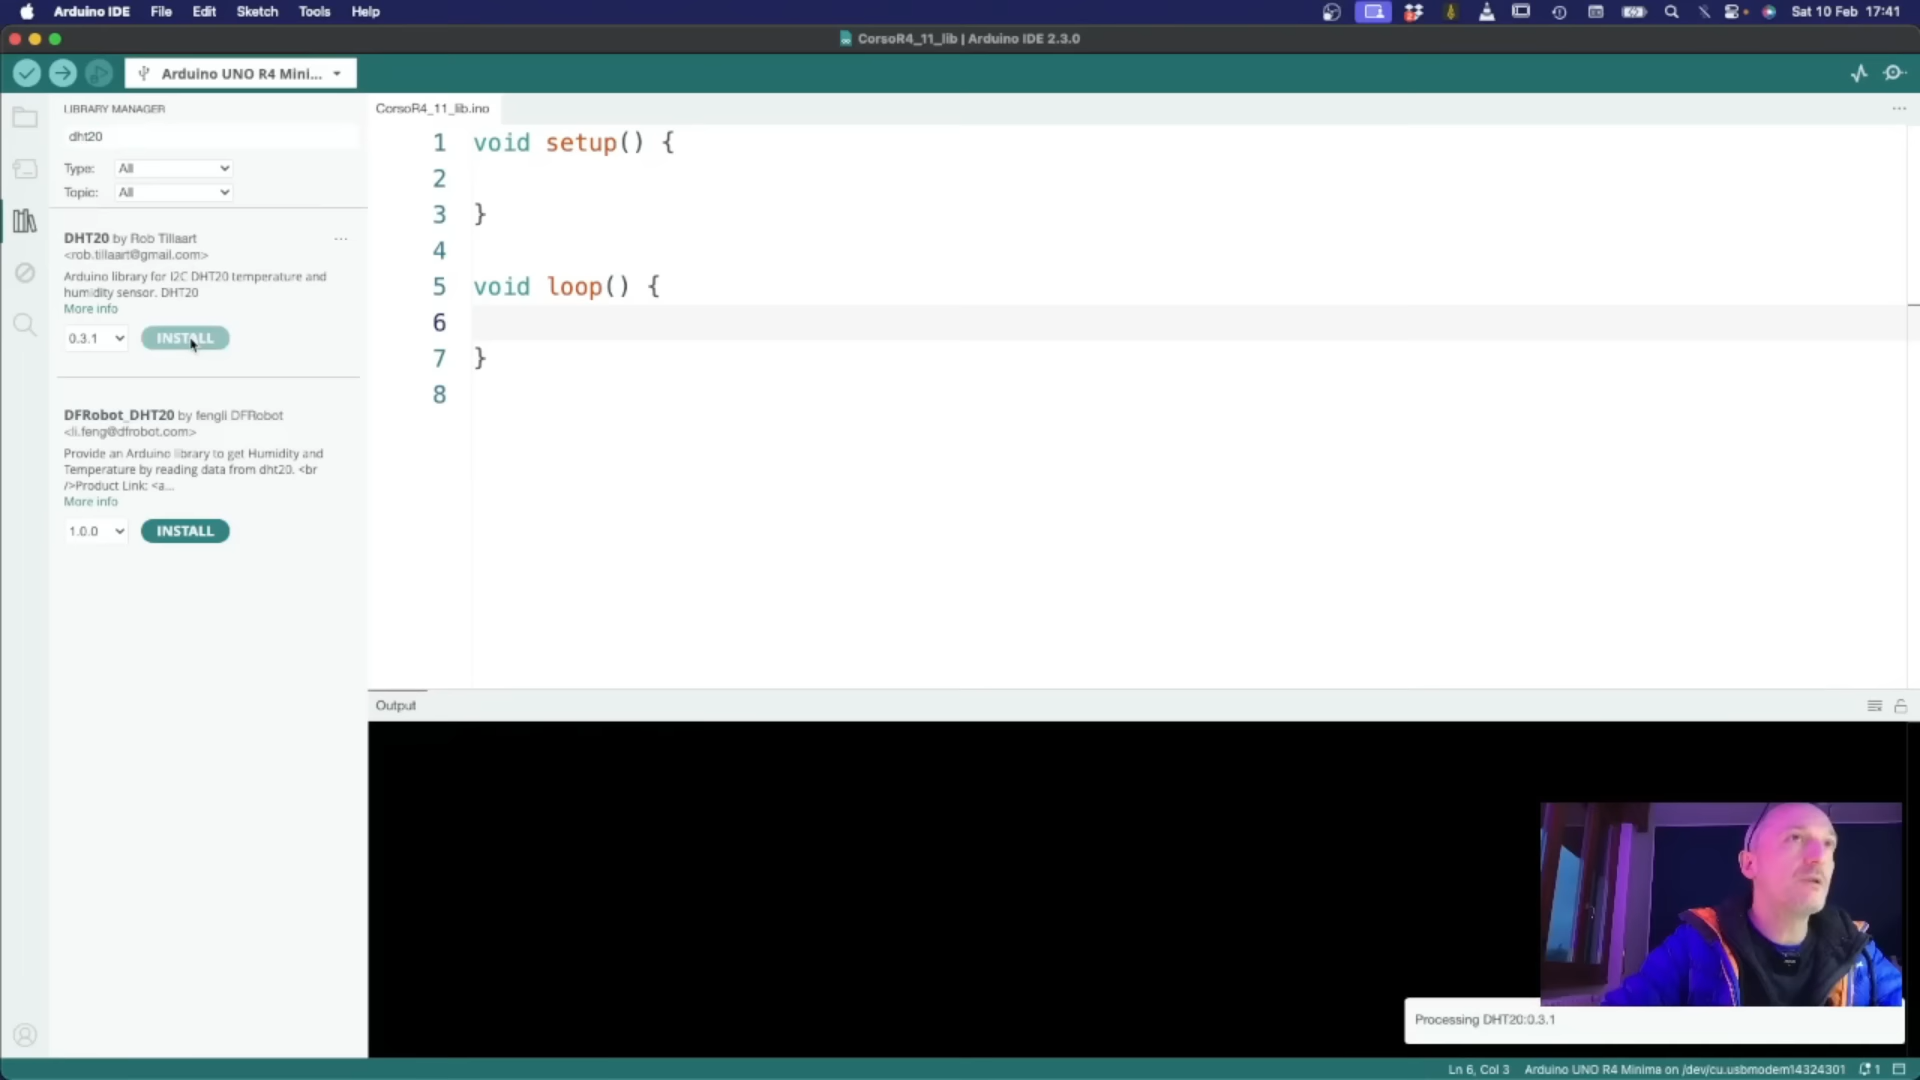 Arduino IDE File Edit Sketch Tools Help Sat 10 Feb 17:41
CorsoR4_11_lib | Arduino IDE 2.3.0
Arduino UNO R4 Mini...
LIBRARY MANAGER
dht20
Type: All
Topic: All
DHT20 by Rob Tillaart
<rob.tillaart@gmail.com>
Arduino library for I2C DHT20 temperature and
humidity sensor. DHT20
More info
0.3.1 INSTALL
DFRobot_DHT20 by fengli DFRobot
<li.feng@dfrobot.com>
Provide an Arduino library to get Humidity and
Temperature by reading data from dht20. <br
/>Product Link: <a...
More info
1.0.0 INSTALL
CorsoR4_11_lib.ino
1 void setup() {
2
3 }
4
5 void loop() {
6
7 }
8
Output
Processing DHT20:0.3.1
Ln 6, Col 3 Arduino UNO R4 Minima on /dev/cu.usbmodem14324301 1